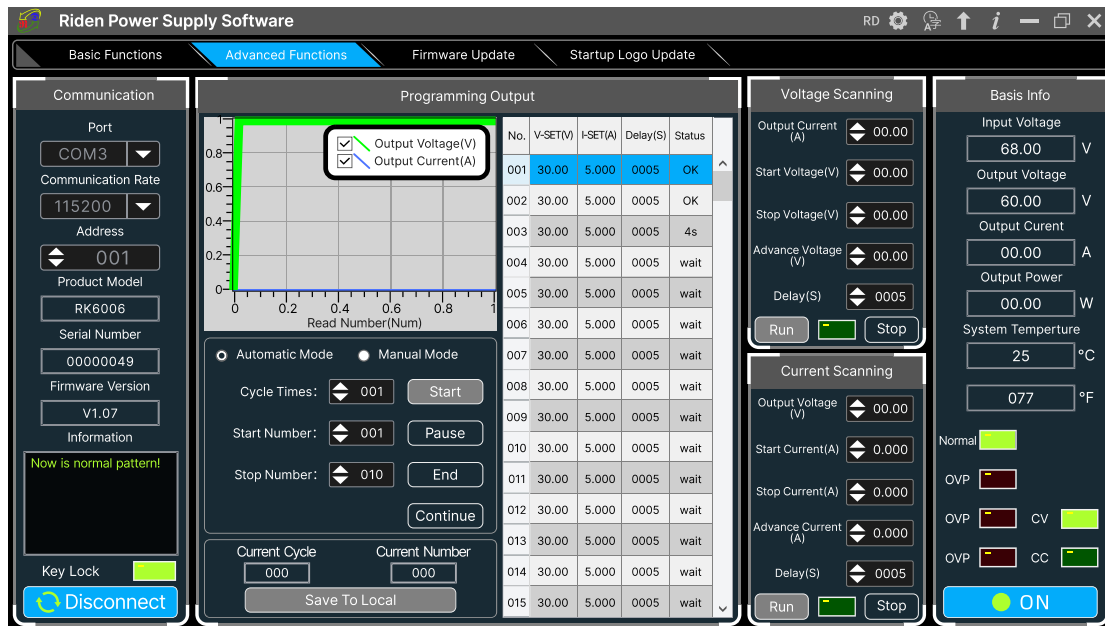 Riden Power Supply Software
RD
Basic Functions
Advanced Functions
Firmware Update
Startup Logo Update
Communication
Port
COM3
Communication Rate
115200
Address
001
Product Model
RK6006
Serial Number
00000049
Firmware Version
V1.07
Information
Now is normal pattern!
Key Lock
Disconnect
Programming Output
1
0.8
0.6
0.4
0.2
0
0 0.2 0.4 0.6 0.8 1
Read Number(Num)
Output Voltage(V)
Output Current(A)
Automatic Mode
Manual Mode
Cycle Times: 001 Start
Start Number: 001 Pause
Stop Number: 010 End
Continue
Current Cycle Current Number
000 000
Save To Local
No. V-SET(V) I-SET(A) Delay(S) Status
001 30.00 5.000 0005 OK
002 30.00 5.000 0005 OK
003 30.00 5.000 0005 4s
004 30.00 5.000 0005 wait
005 30.00 5.000 0005 wait
006 30.00 5.000 0005 wait
007 30.00 5.000 0005 wait
008 30.00 5.000 0005 wait
009 30.00 5.000 0005 wait
010 30.00 5.000 0005 wait
011 30.00 5.000 0005 wait
012 30.00 5.000 0005 wait
013 30.00 5.000 0005 wait
014 30.00 5.000 0005 wait
015 30.00 5.000 0005 wait
Voltage Scanning
Output Current
(A)
00.00
Start Voltage(V) 00.00
Stop Voltage(V) 00.00
Advance Voltage
(V)
00.00
Delay(S) 0005
Run Stop
Current Scanning
Output Voltage
(V)
00.00
Start Current(A) 0.000
Stop Current(A) 0.000
Advance Current
(A)
0.000
Delay(S) 0005
Run Stop
Basis Info
Input Voltage
68.00 V
Output Voltage
60.00 V
Output Curent
00.00 A
Output Power
00.00 W
System Temperture
25 °C
077 °F
Normal
OVP
OVP CV
OVP CC
ON